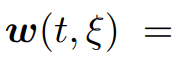 w(t, ξ) =